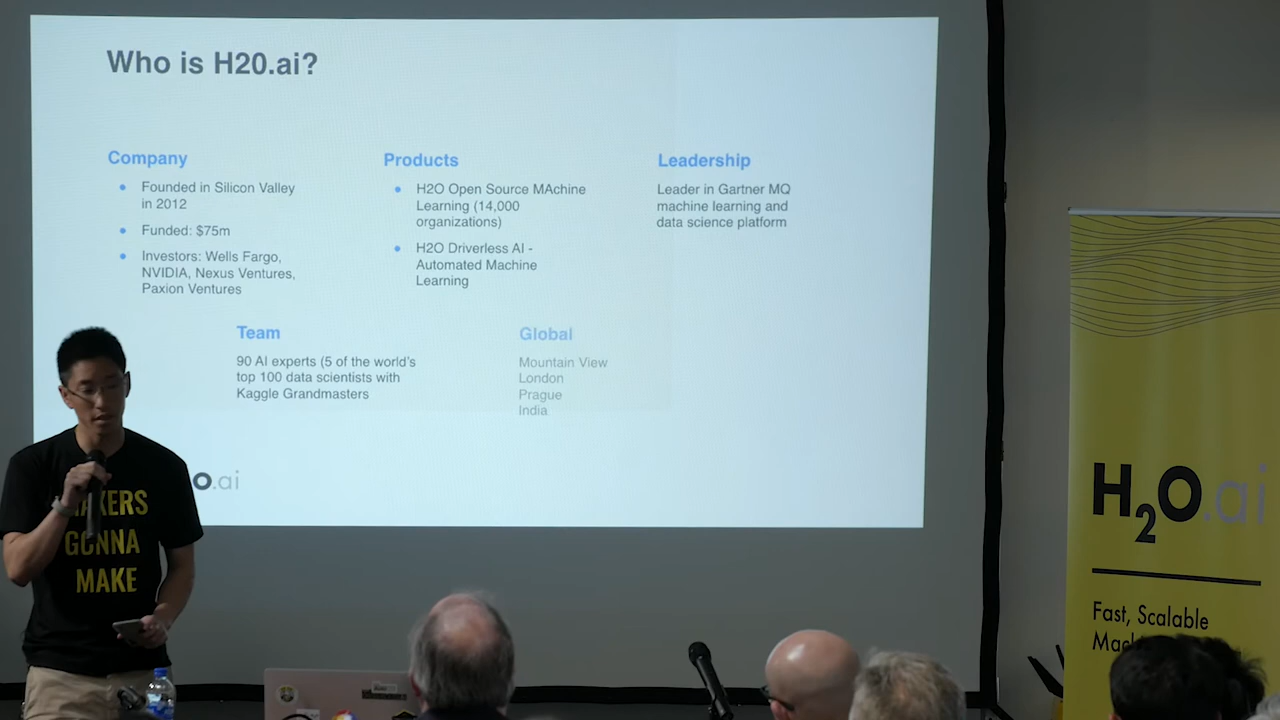 Who is H20.ai?
Company
Founded in Silicon Valley
in 2012
Funded: $75m
Investors: Wells Fargo,
NVIDIA, Nexus Ventures,
Paxion Ventures
Products
H2O Open Source MAchine
Learning (14,000
organizations)
H2O Driverless AI -
Automated Machine
Learning
Leadership
Leader in Gartner MQ
machine learning and
data science platform
Team
90 AI experts (5 of the world's
top 100 data scientists with
Kaggle Grandmasters
Global
Mountain View
London
Prague
India
O.ai
MAKERS
GONNA
MAKE
H2O.ai
Fast, Scalable